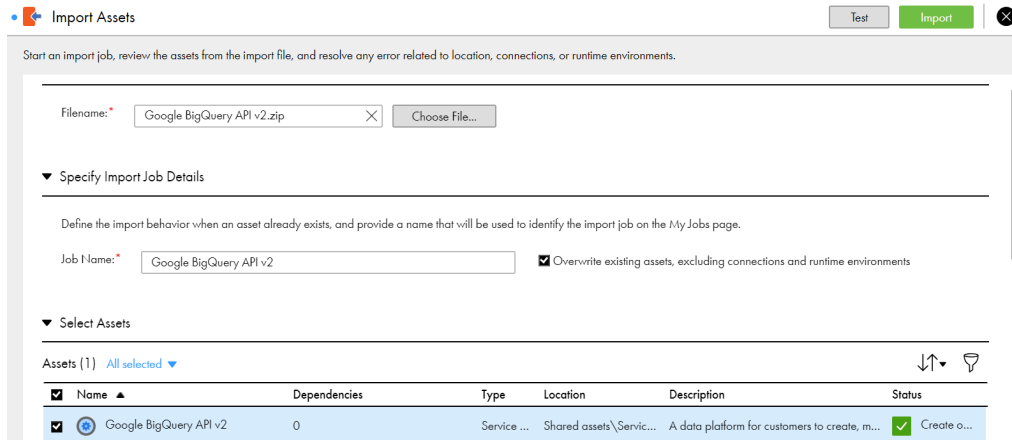 Import Assets
Test
Import
Start an import job, review the assets from the import file, and resolve any error related to location, connections, or runtime environments.
Filename:*
Google BigQuery API v2.zip
Choose File...
Specify Import Job Details
Define the import behavior when an asset already exists, and provide a name that will be used to identify the import job on the My Jobs page.
Job Name:*
Google BigQuery API v2
Overwrite existing assets, excluding connections and runtime environments
Select Assets
Assets (1) All selected
Name Dependencies Type Location Description Status
Google BigQuery API v2 0 Service ... Shared assets\Servic... A data platform for customers to create, m... Create o...